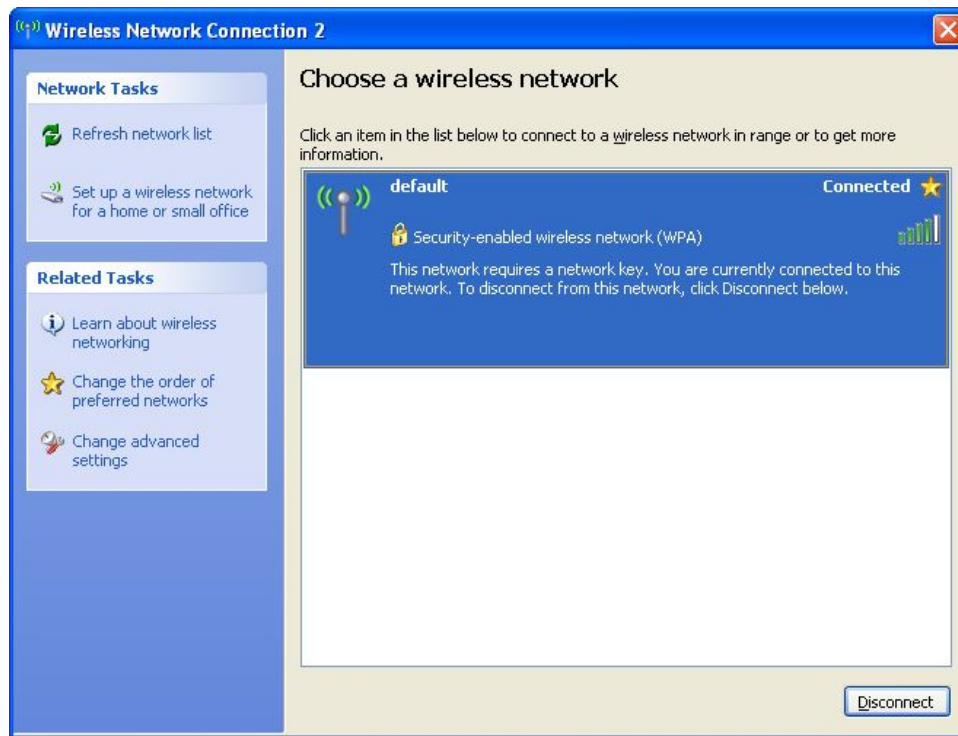 Wireless Network Connection 2
Network Tasks
Refresh network list
Set up a wireless network
for a home or small office
Related Tasks
Learn about wireless
networking
Change the order of
preferred networks
Change advanced
settings
Choose a wireless network
Click an item in the list below to connect to a wireless network in range or to get more
information.
default
Connected
Security-enabled wireless network (WPA)
This network requires a network key. You are currently connected to this
network. To disconnect from this network, click Disconnect below.
Disconnect